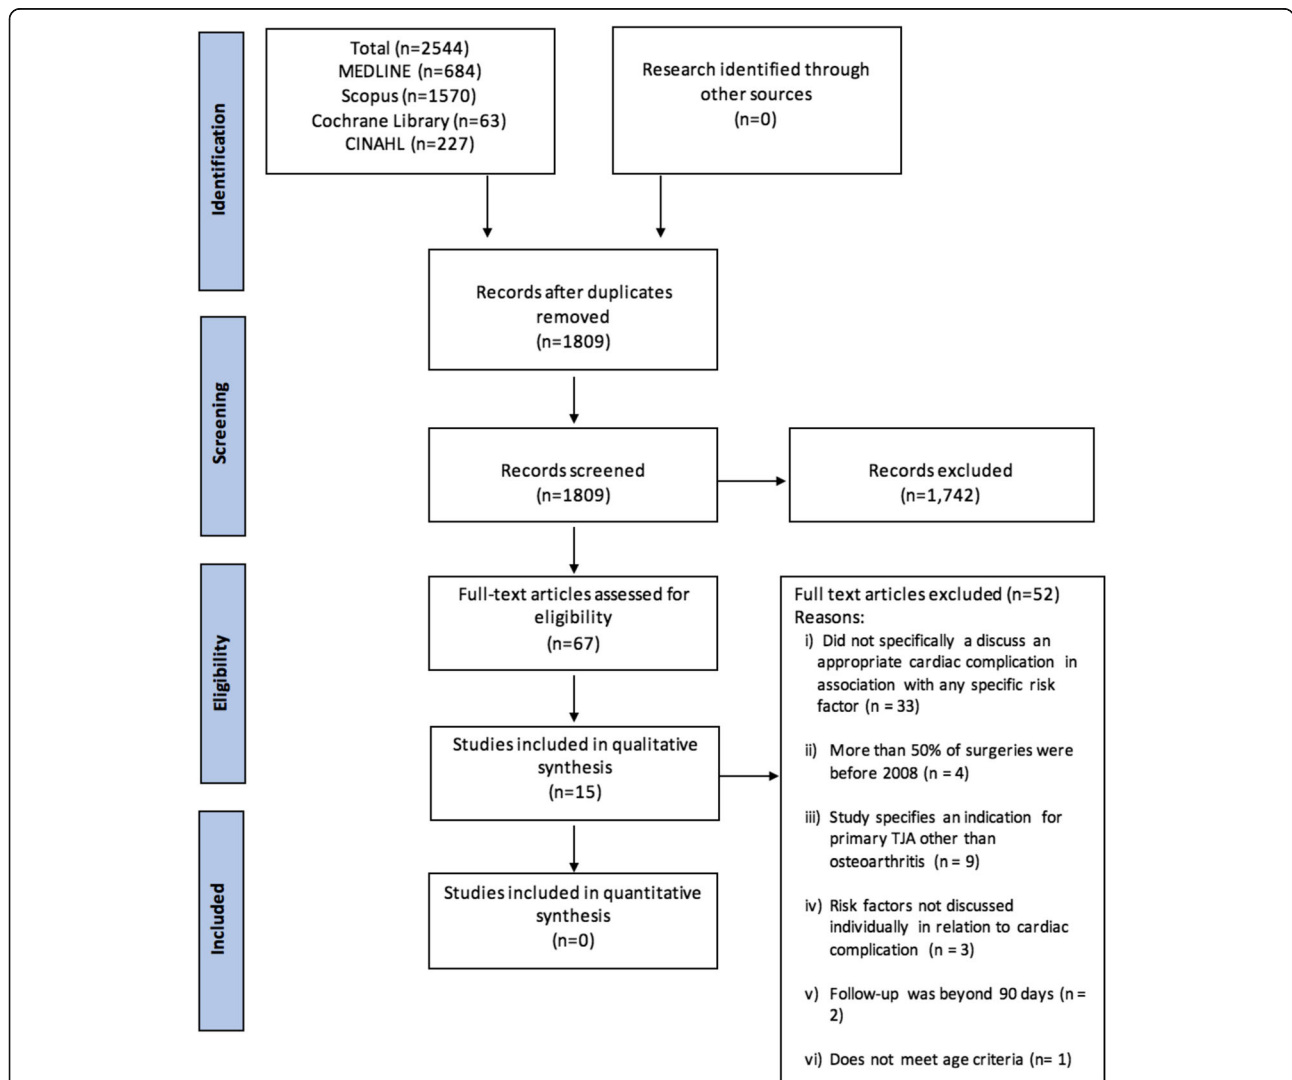 Identification
Total (n=2544)
MEDLINE (n=684)
Scopus (n=1570)
Cochrane Library (n=63)
CINAHL (n=227)
Research identified through
other sources
(n=0)
Records after duplicates
removed
(n=1809)
Screening
Records screened
(n=1809)
Records excluded
(n=1,742)
Eligibility
Full-text articles assessed for
eligibility
(n=67)
Full text articles excluded (n=52)
Reasons:
i) Did not specifically a discuss an
appropriate cardiac complication in
association with any specific risk
factor (n = 33)
ii) More than 50% of surgeries were
before 2008 (n = 4)
iii) Study specifies an indication for
primary TJA other than
osteoarthritis (n = 9)
iv) Risk factors not discussed
individually in relation to cardiac
complication (n = 3)
v) Follow-up was beyond 90 days (n =
2)
vi) Does not meet age criteria (n= 1)
Studies included in qualitative
synthesis
(n=15)
Included
Studies included in quantitative
synthesis
(n=0)